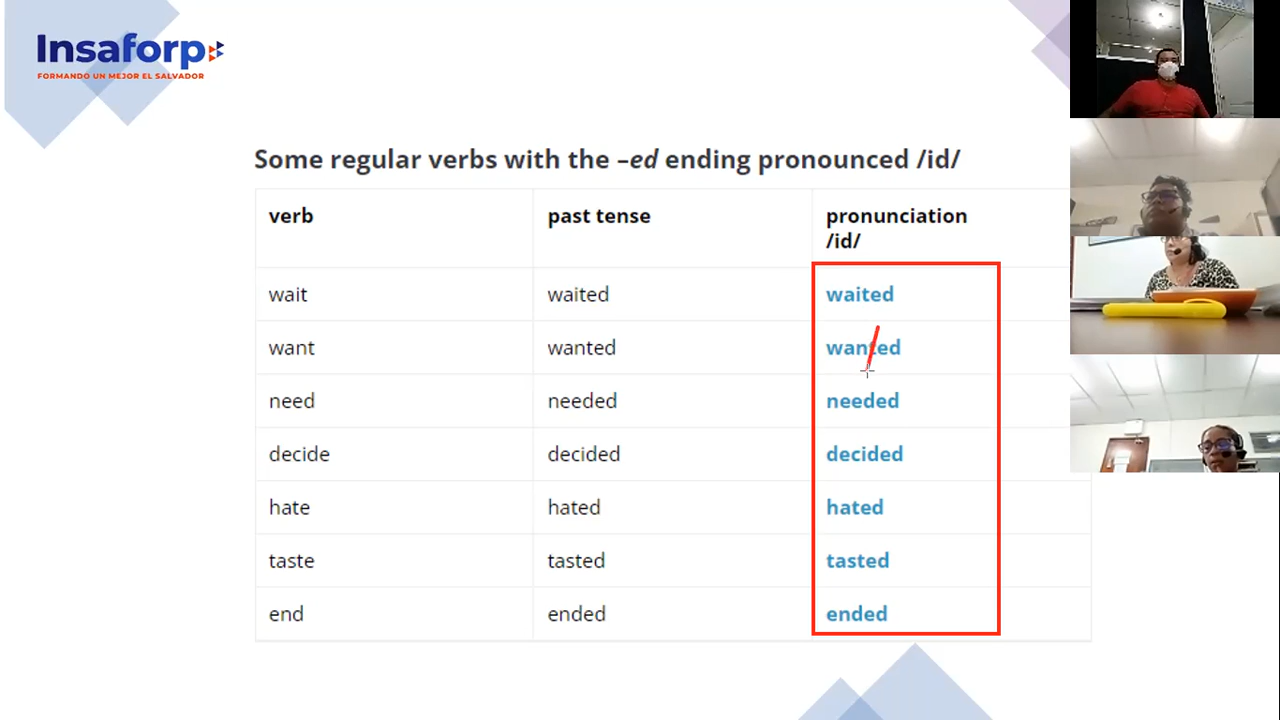 Insaforp
FORMANDO UN MEJOR EL SALVADOR
Some regular verbs with the –ed ending pronounced /id/
verb past tense pronunciation /id/
wait waited waited
want wanted wanted
need needed needed
decide decided decided
hate hated hated
taste tasted tasted
end ended ended